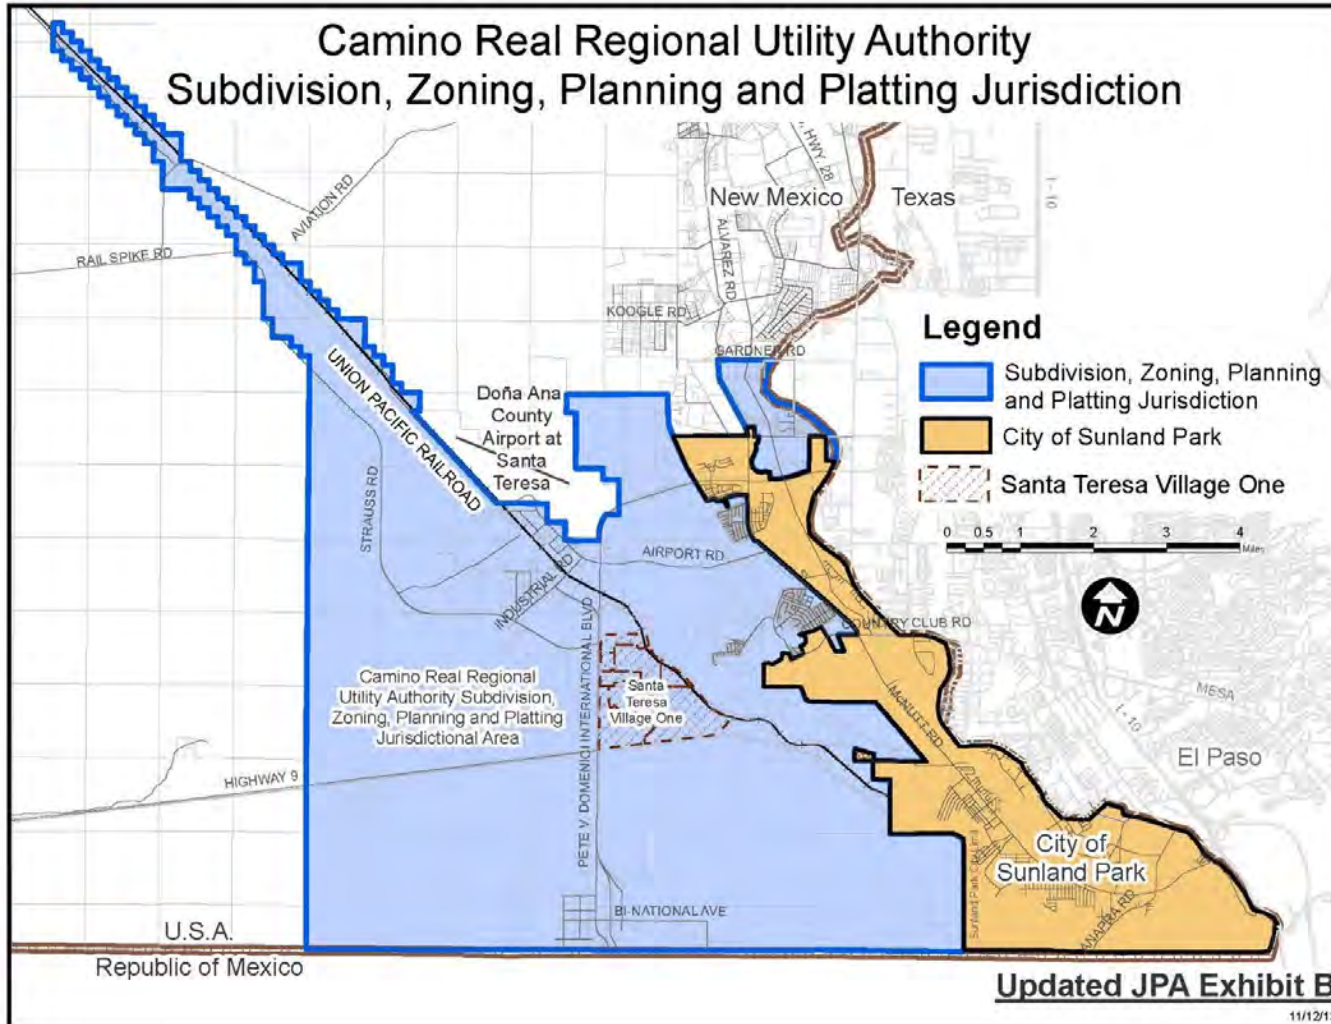 Camino Real Regional Utility Authority
Subdivision, Zoning, Planning and Platting Jurisdiction
HWY. 28
New Mexico
Texas
I - 10
AVIATION RD
RAIL SPIKE RD
ALVAREZ RD
KOOGLE RD
GARDNER RD
Legend
Subdivision, Zoning, Planning
and Platting Jurisdiction
City of Sunland Park
Santa Teresa Village One
0 0.5 1 2 3 4
Miles
N
UNION PACIFIC RAILROAD
Doña Ana
County
Airport at
Santa
Teresa
STRAUSS RD
AIRPORT RD
INDUSTRIAL RD
COUNTRY CLUB RD
PETE V. DOMENICI INTERNATIONAL BLVD
Camino Real Regional
Utility Authority Subdivision,
Zoning, Planning and Platting
Jurisdictional Area
Santa
Teresa
Village One
McNUTT RD
MESA
I - 10
El Paso
HIGHWAY 9
City of
Sunland Park
Sunland Park City Limit
ANAPRA RD
BI-NATIONAL AVE
U.S.A.
Republic of Mexico
Updated JPA Exhibit B